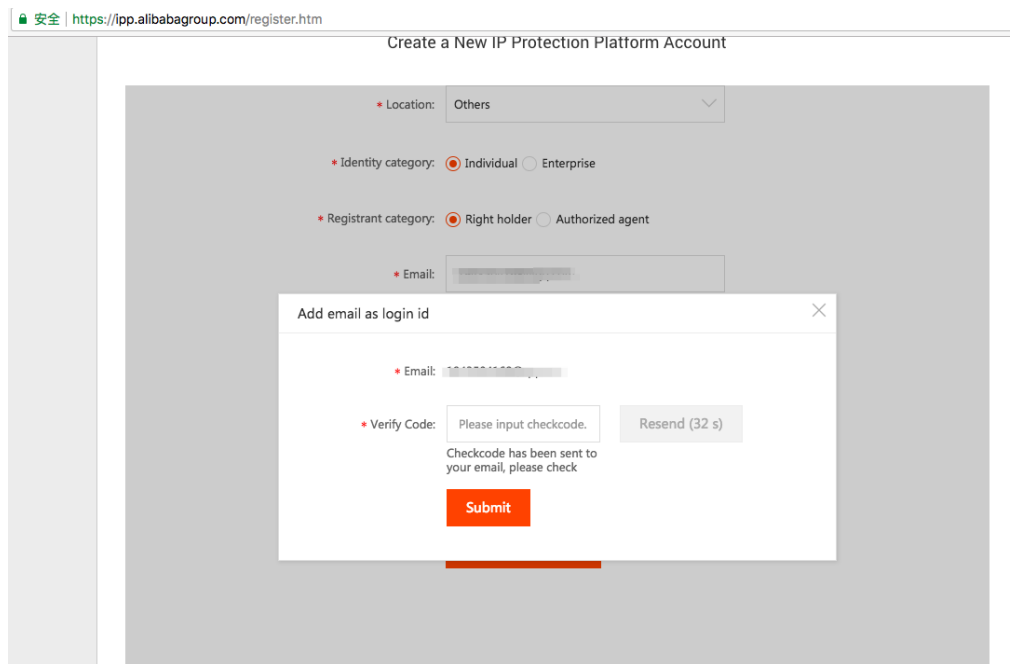 安全 | https://ipp.alibabagroup.com/register.htm
Create a New IP Protection Platform Account
* Location: Others
* Identity category: Individual Enterprise
* Registrant category: Right holder Authorized agent
* Email:
Add email as login id
* Email:
* Verify Code: Please input checkcode. Resend (32 s)
Checkcode has been sent to
your email, please check
Submit